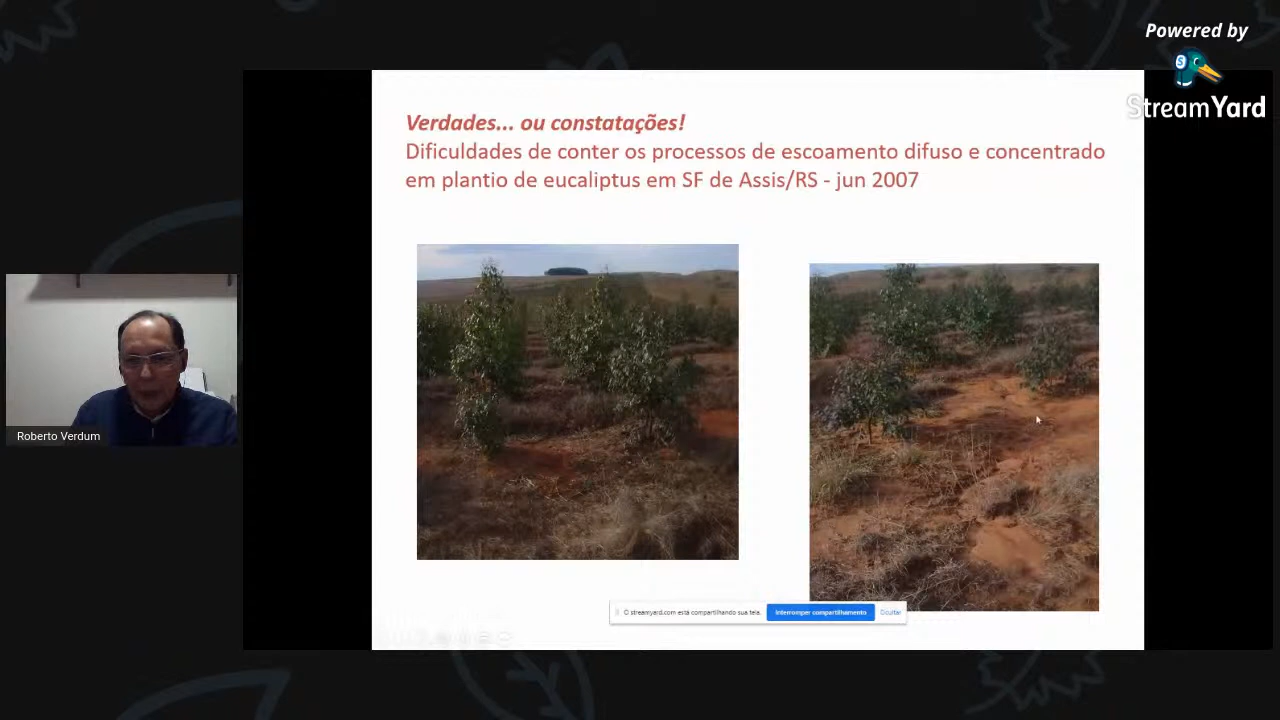 Powered by
StreamYard
Verdades... ou constatações!
Dificuldades de conter os processos de escoamento difuso e concentrado
em plantio de eucaliptus em SF de Assis/RS - jun 2007
Roberto Verdum
O streamyard.com está compartilhando sua tela.
Interromper compartilhamento
Ocultar